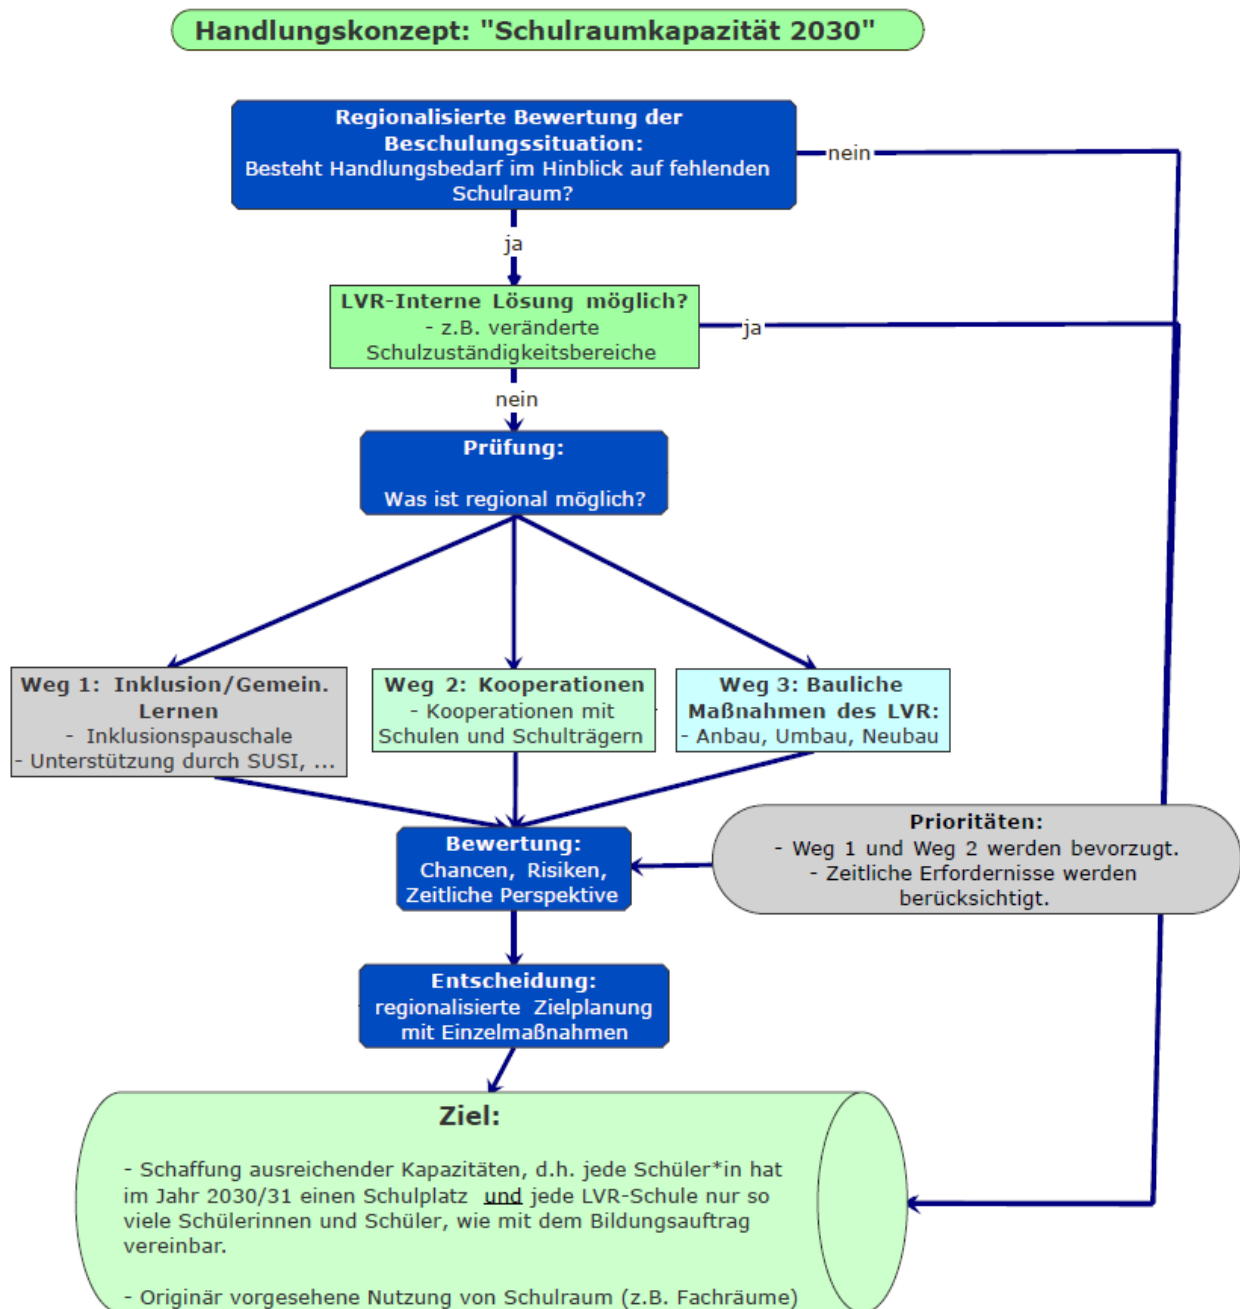 Handlungskonzept: "Schulraumkapazität 2030"
Regionalisierte Bewertung der
Beschulungssituation:
Besteht Handlungsbedarf im Hinblick auf fehlenden
Schulraum?
nein
ja
LVR-Interne Lösung möglich?
- z.B. veränderte
Schulzuständigkeitsbereiche
ja
nein
Prüfung:
Was ist regional möglich?
Weg 1: Inklusion/Gemein.
Lernen
- Inklusionspauschale
- Unterstützung durch SUSI, ...
Weg 2: Kooperationen
- Kooperationen mit
Schulen und Schulträgern
Weg 3: Bauliche
Maßnahmen des LVR:
- Anbau, Umbau, Neubau
Prioritäten:
- Weg 1 und Weg 2 werden bevorzugt.
- Zeitliche Erfordernisse werden
berücksichtigt.
Bewertung:
Chancen, Risiken,
Zeitliche Perspektive
Entscheidung:
regionalisierte Zielplanung
mit Einzelmaßnahmen
Ziel:
- Schaffung ausreichender Kapazitäten, d.h. jede Schüler*in hat
im Jahr 2030/31 einen Schulplatz und jede LVR-Schule nur so
viele Schülerinnen und Schüler, wie mit dem Bildungsauftrag
vereinbar.
- Originär vorgesehene Nutzung von Schulraum (z.B. Fachräume)